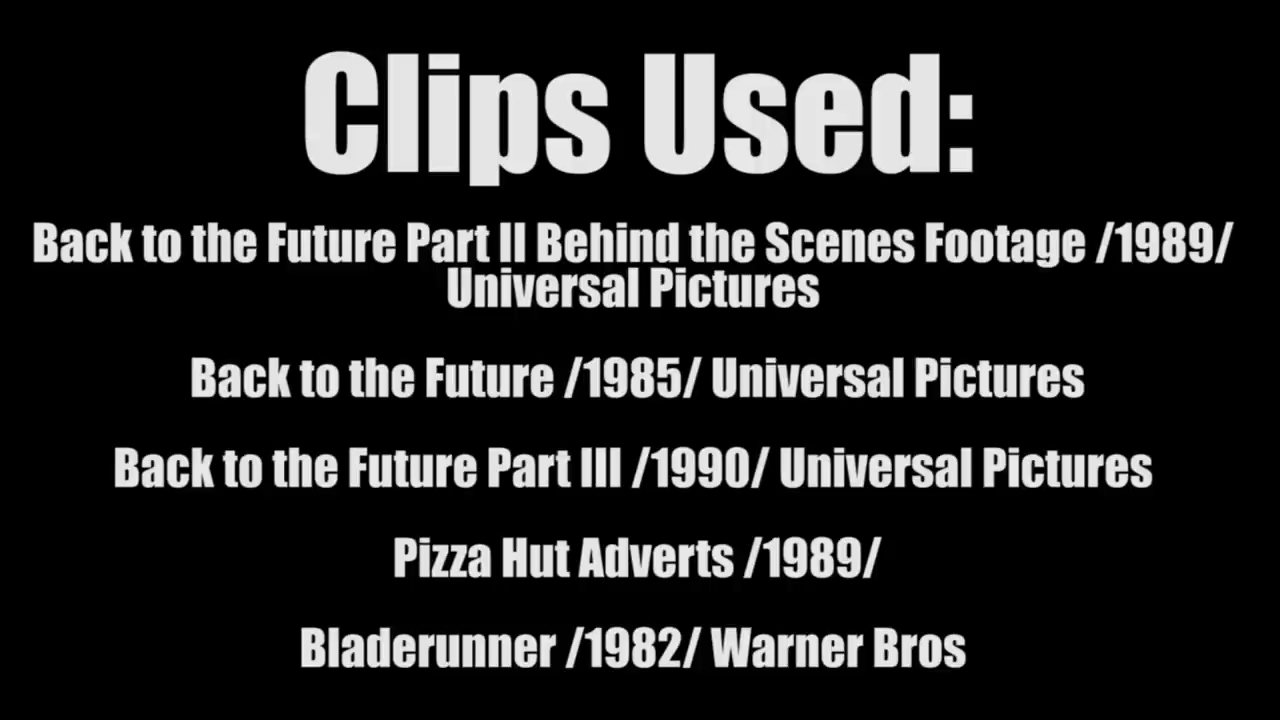 Clips Used:
Back to the Future Part II Behind the Scenes Footage /1989/
Universal Pictures
Back to the Future /1985/ Universal Pictures
Back to the Future Part III /1990/ Universal Pictures
Pizza Hut Adverts /1989/
Bladerunner /1982/ Warner Bros